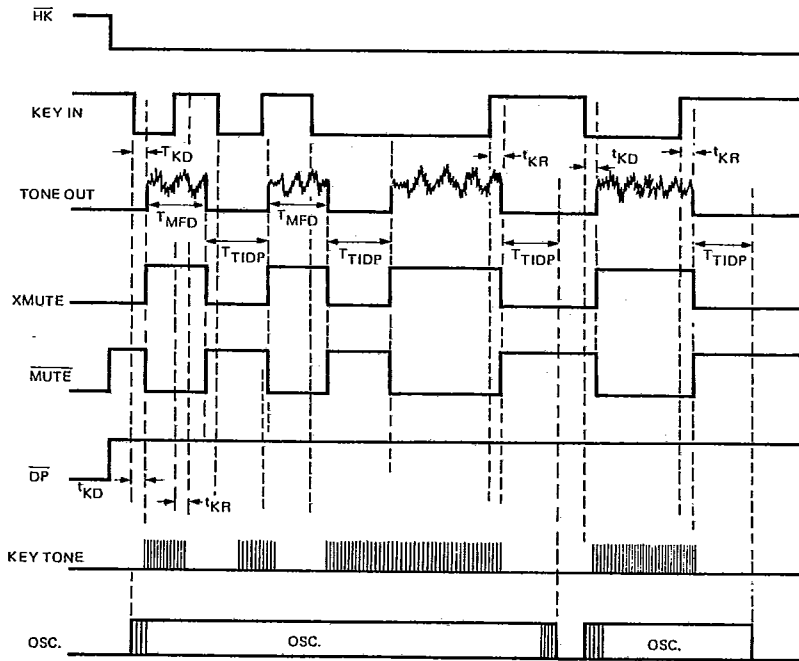 HK
KEY IN
TKD
tKR
tKD
tKR
TONE OUT
TMFD
TMFD
TTIDP
TTIDP
TTIDP
TTIDP
XMUTE
MUTE
DP
tKD
tKR
KEY TONE
OSC.
OSC.
OSC.